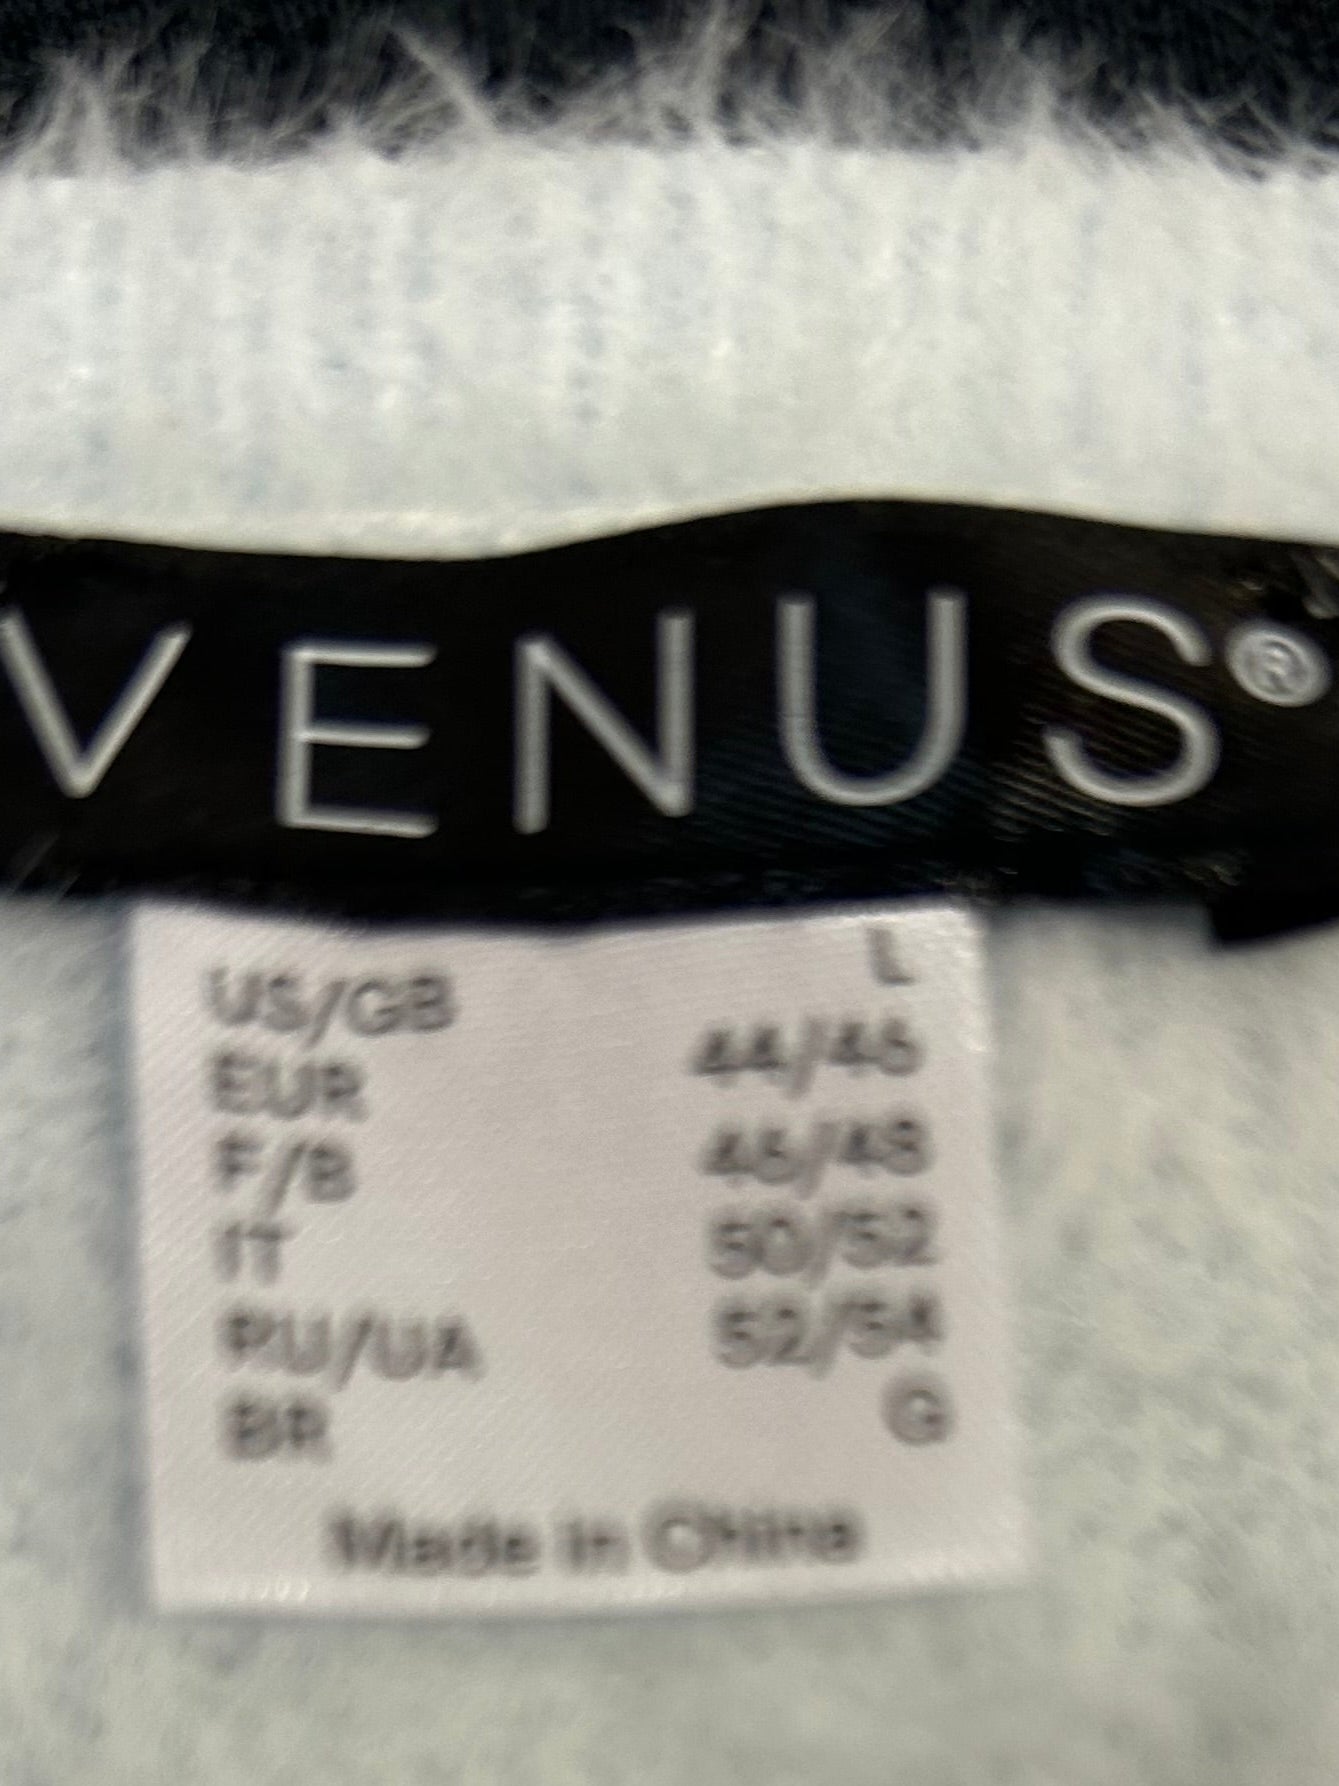 VENUS®
US/GB L
EUR 44/46
F/B 46/48
IT 50/52
RU/UA 52/54
BR G
Made in China